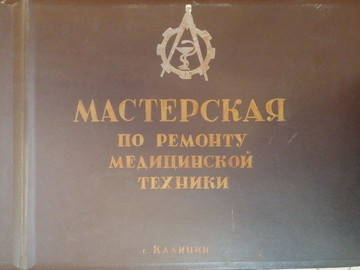 МАСТЕРСКАЯ
ПО РЕМОНТУ
МЕДИЦИНСКОЙ
ТЕХНИКИ
г. КАЛИНИН